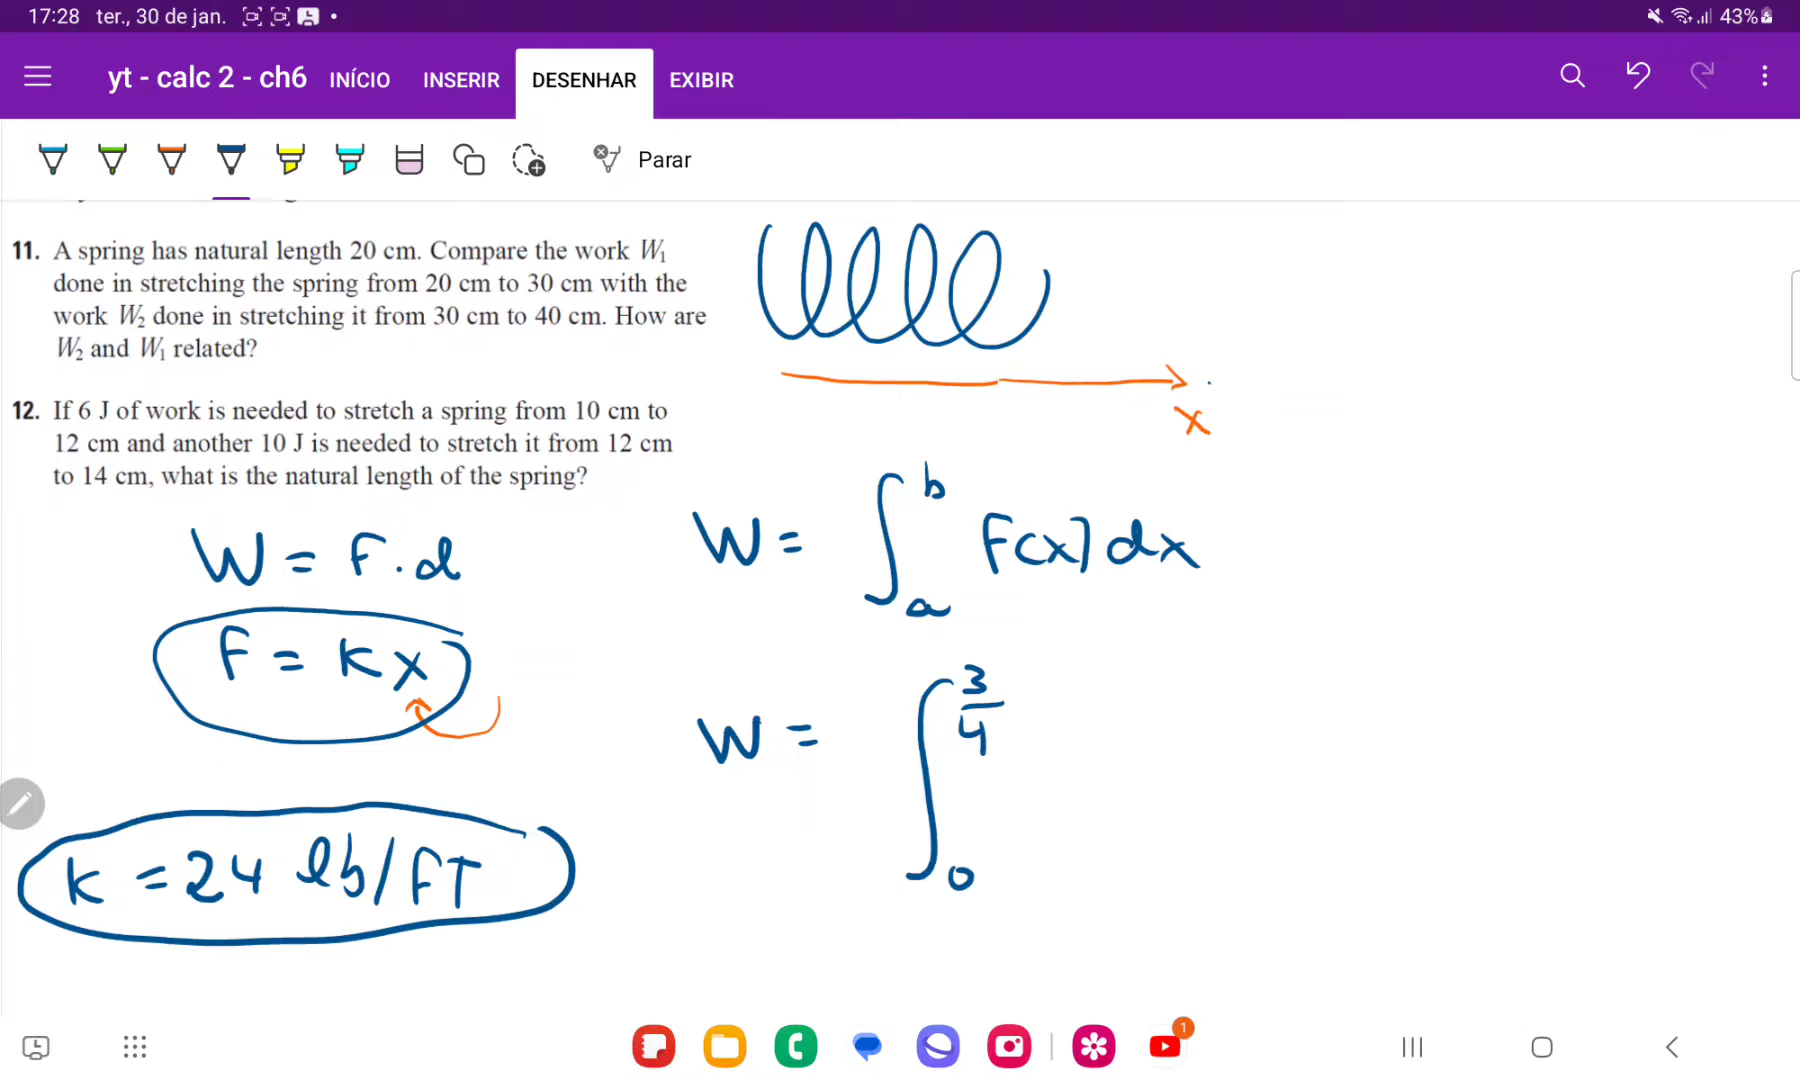 17:28 ter., 30 de jan.
43%
yt - calc 2 - ch6 INÍCIO INSERIR DESENHAR EXIBIR
Parar
11. A spring has natural length 20 cm. Compare the work W₁
done in stretching the spring from 20 cm to 30 cm with the
work W₂ done in stretching it from 30 cm to 40 cm. How are
W₂ and W₁ related?
12. If 6 J of work is needed to stretch a spring from 10 cm to
12 cm and another 10 J is needed to stretch it from 12 cm
to 14 cm, what is the natural length of the spring?
W = F.d
F = Kx
K = 24 lb/FT
x
W = ∫_a^b F(x) dx
W = ∫_0^{3/4}
1